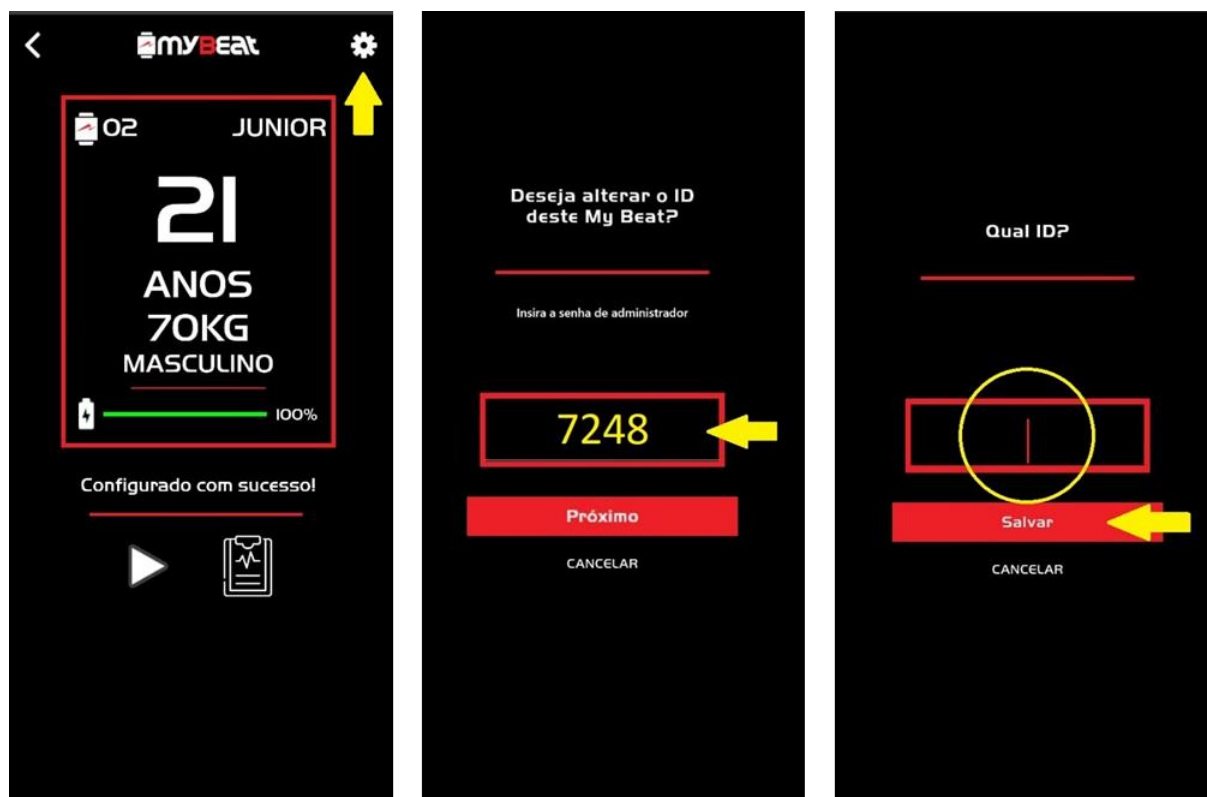 myBeat
02 JUNIOR
21
ANOS
70KG
MASCULINO
100%
Configurado com sucesso!
Deseja alterar o ID
deste My Beat?
Insira a senha de administrador
7248
Próximo
CANCELAR
Qual ID?
Salvar
CANCELAR